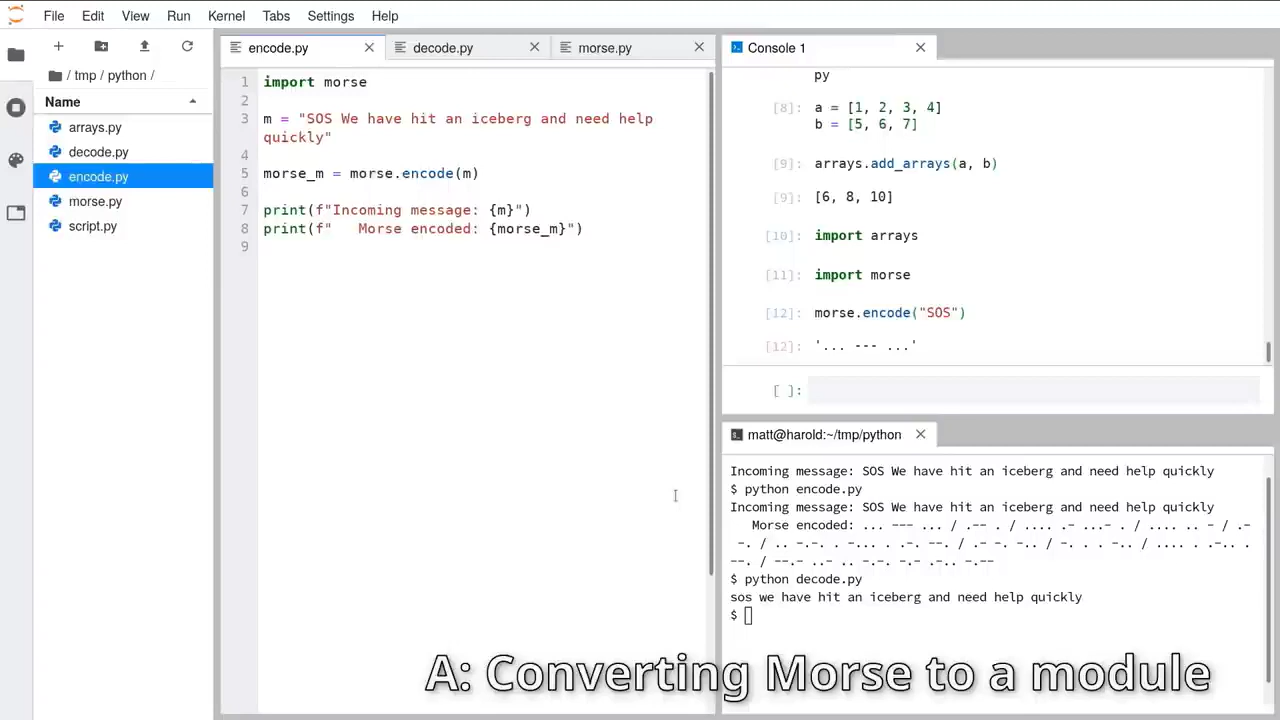 File Edit View Run Kernel Tabs Settings Help
/ tmp / python /
Name
arrays.py
decode.py
encode.py
morse.py
script.py
encode.py
decode.py
morse.py
1 import morse
2
3 m = "SOS We have hit an iceberg and need help
quickly"
4
5 morse_m = morse.encode(m)
6
7 print(f"Incoming message: {m}")
8 print(f"   Morse encoded: {morse_m}")
9
Console 1
py
[8]: a = [1, 2, 3, 4]
b = [5, 6, 7]
[9]: arrays.add_arrays(a, b)
[9]: [6, 8, 10]
[10]: import arrays
[11]: import morse
[12]: morse.encode("SOS")
[12]: '... --- ...'
[ ]:
matt@harold:~/tmp/python
Incoming message: SOS We have hit an iceberg and need help quickly
$ python encode.py
Incoming message: SOS We have hit an iceberg and need help quickly
   Morse encoded: ... --- ... / .-- . / .... .- ...- . / .... .. - / .-
-. / .. -.-. . -... . .-. --. / .- -. -.. / -. . . -.. / .... . .-.. .
--. / --.- ..- .. -.-. -.- .-.. -.--
$ python decode.py
sos we have hit an iceberg and need help quickly
$
A: Converting Morse to a module